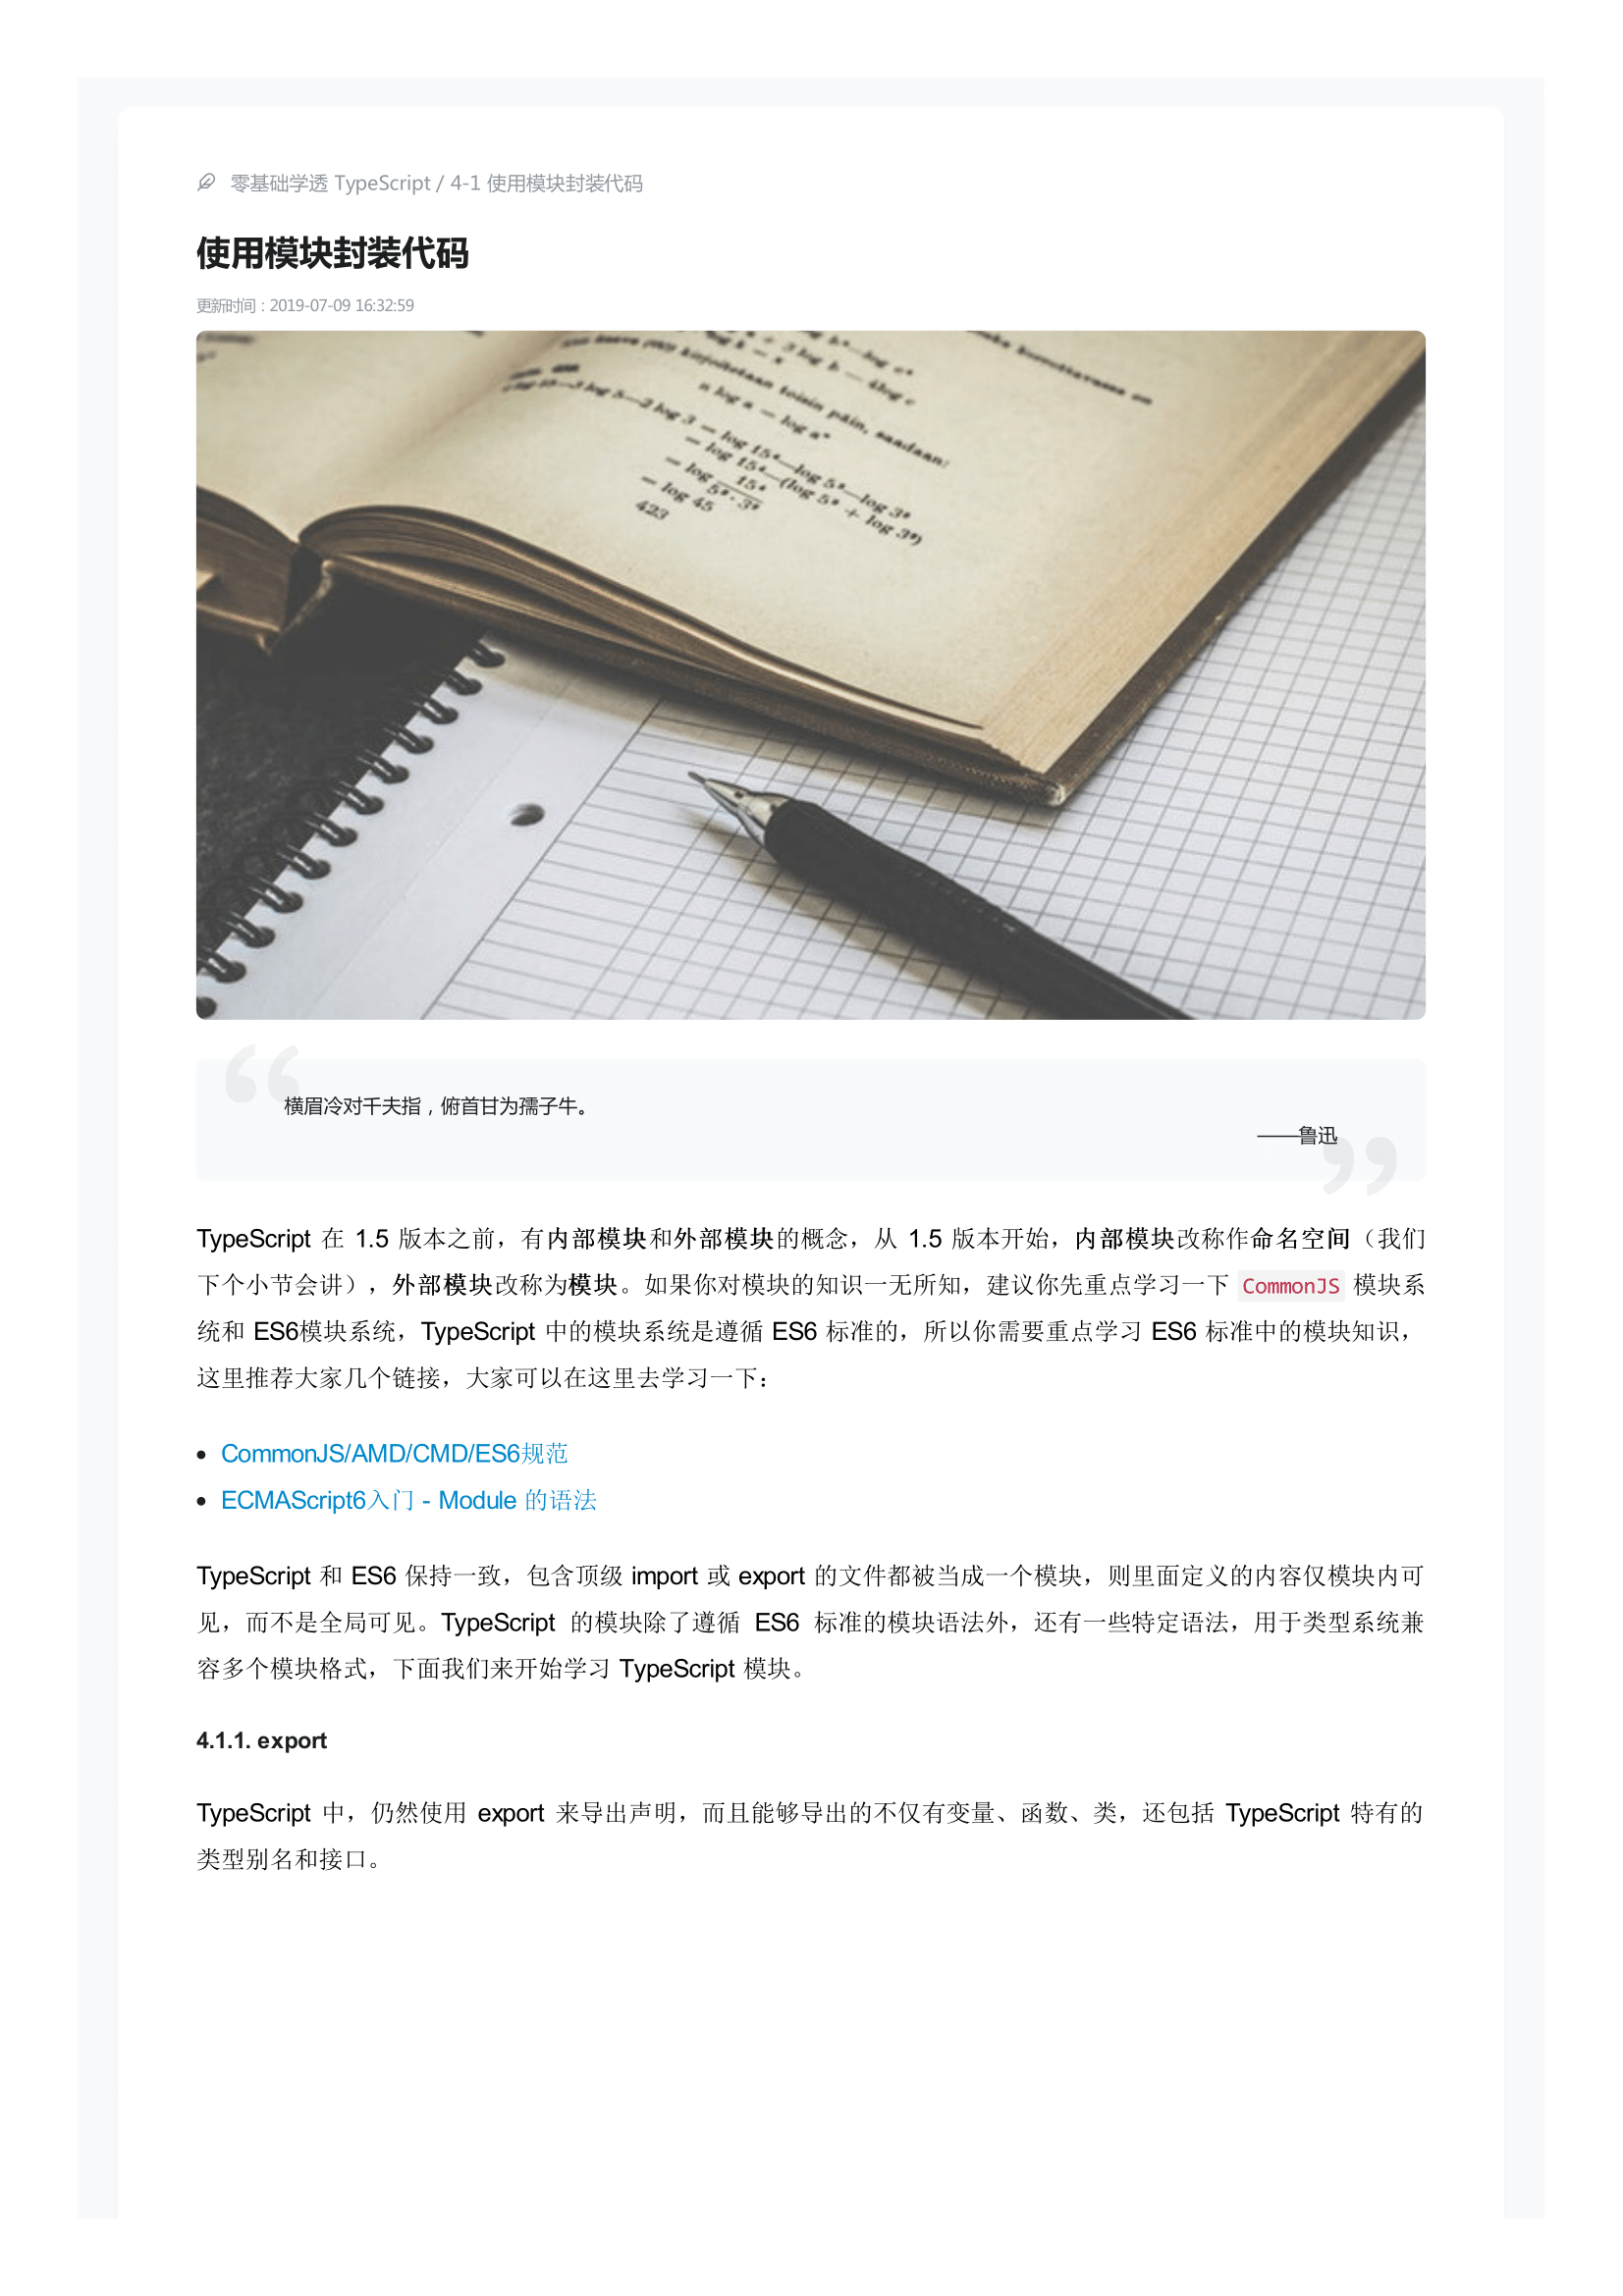 零基础学透 TypeScript / 4-1 使用模块封装代码
使用模块封装代码
更新时间：2019-07-09 16:32:59
n log a — log aⁿ
— log 15⁴—log 5⁸—log 3⁸
— log 15⁴—(log 5⁸ + log 3⁸)
— log 45
423
横眉冷对千夫指，俯首甘为孺子牛。
——鲁迅
TypeScript 在 1.5 版本之前，有内部模块和外部模块的概念，从 1.5 版本开始，内部模块改称作命名空间（我们
下个小节会讲），外部模块改称为模块。如果你对模块的知识一无所知，建议你先重点学习一下 CommonJS 模块系
统和 ES6模块系统，TypeScript 中的模块系统是遵循 ES6 标准的，所以你需要重点学习 ES6 标准中的模块知识，
这里推荐大家几个链接，大家可以在这里去学习一下：
• CommonJS/AMD/CMD/ES6规范
• ECMAScript6入门 - Module 的语法
TypeScript 和 ES6 保持一致，包含顶级 import 或 export 的文件都被当成一个模块，则里面定义的内容仅模块内可
见，而不是全局可见。TypeScript 的模块除了遵循 ES6 标准的模块语法外，还有一些特定语法，用于类型系统兼
容多个模块格式，下面我们来开始学习 TypeScript 模块。
4.1.1. export
TypeScript 中，仍然使用 export 来导出声明，而且能够导出的不仅有变量、函数、类，还包括 TypeScript 特有的
类型别名和接口。